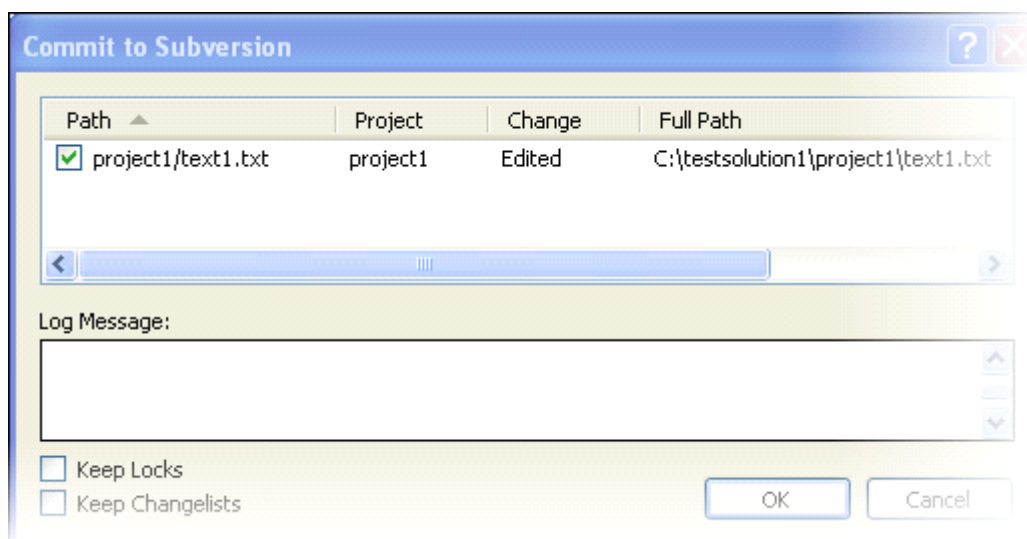 Commit to Subversion
Path Project Change Full Path
project1/text1.txt project1 Edited C:\testsolution1\project1\text1.txt
Log Message:
Keep Locks
Keep Changelists
OK Cancel